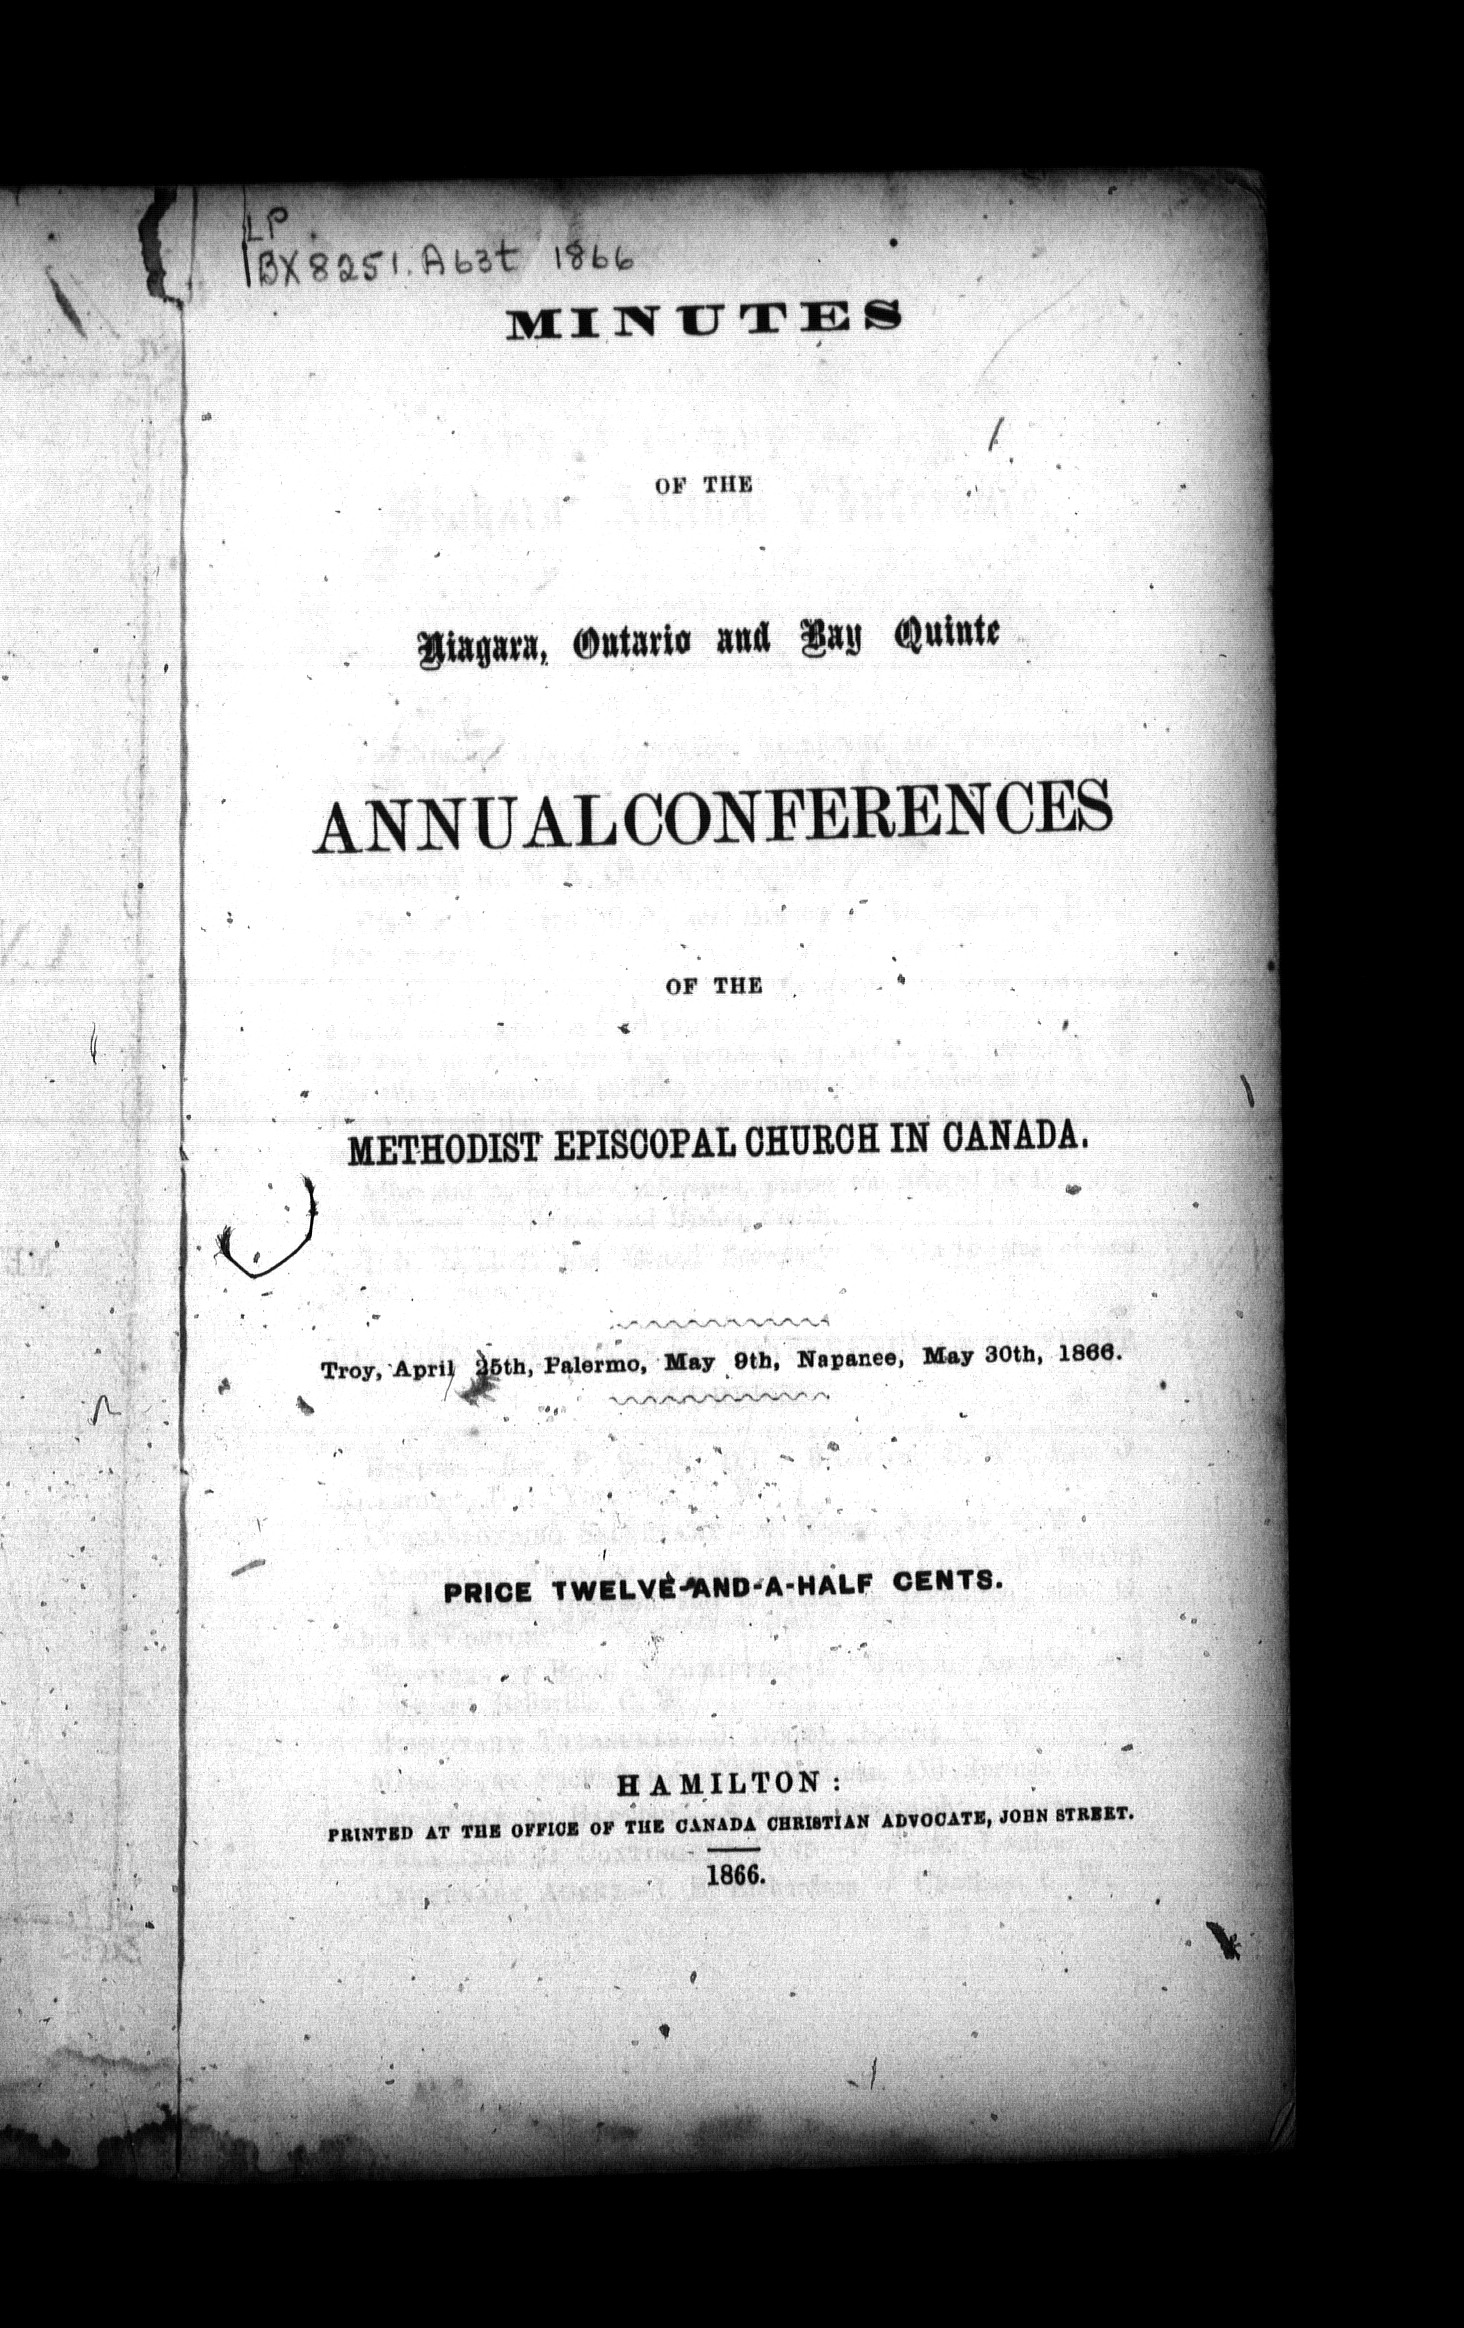 LP
BX8251.A63t 1866
MINUTES
OF THE
Niagara, Ontario and Bay Quinte
ANNUAL CONFERENCES
OF THE
METHODIST EPISCOPAL CHURCH IN CANADA.
Troy, April 25th, Palermo, May 9th, Napanee, May 30th, 1866.
PRICE TWELVE-AND-A-HALF CENTS.
HAMILTON:
PRINTED AT THE OFFICE OF THE CANADA CHRISTIAN ADVOCATE, JOHN STREET.
1866.